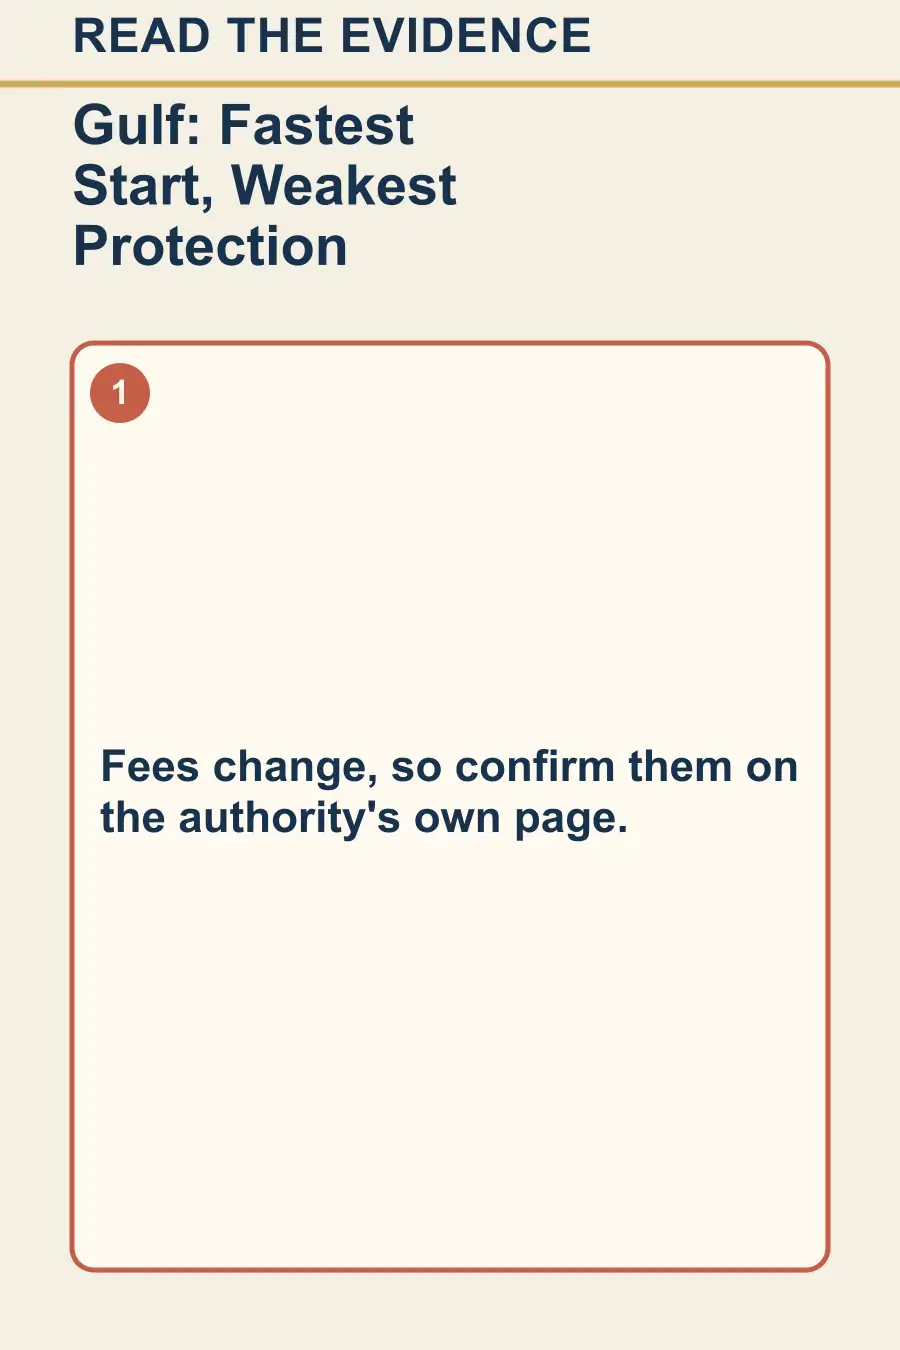 READ THE EVIDENCE
Gulf: Fastest
Start, Weakest
Protection
1
Fees change, so confirm them on
the authority's own page.